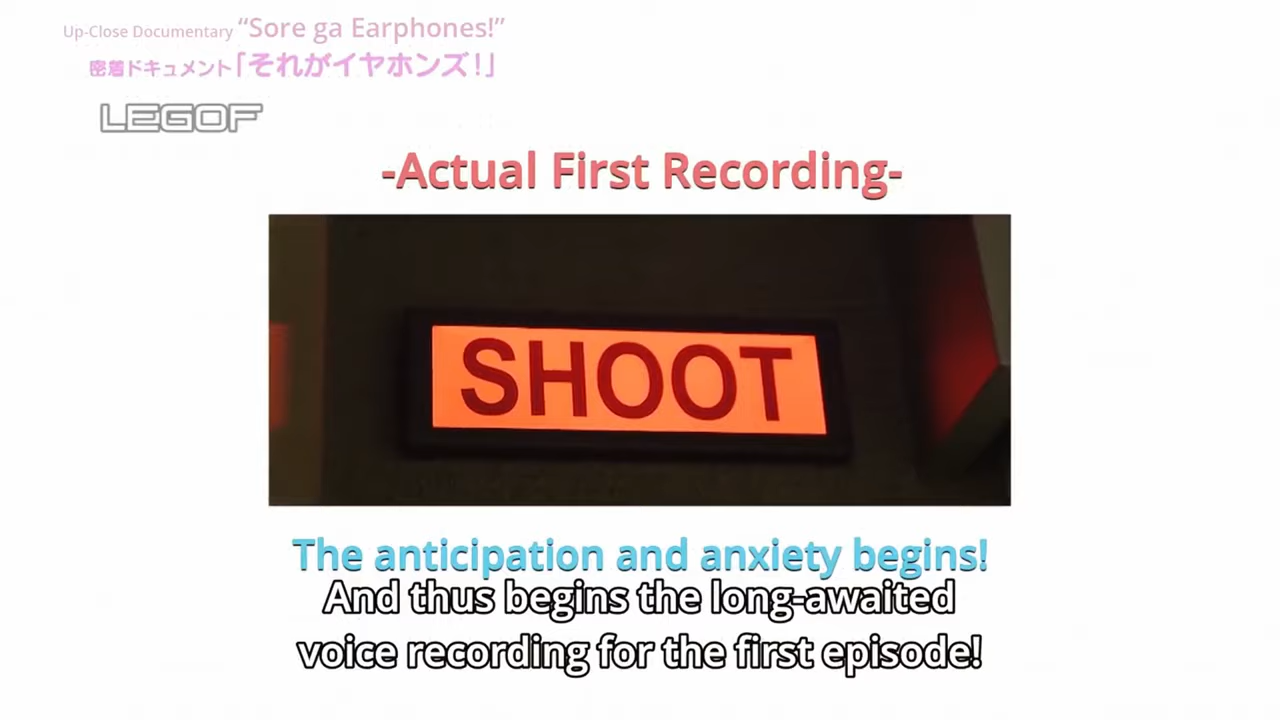 Up-Close Documentary “Sore ga Earphones!”
密着ドキュメント「それがイヤホンズ！」
LEGOF
-Actual First Recording-
SHOOT
The anticipation and anxiety begins!
And thus begins the long-awaited
voice recording for the first episode!